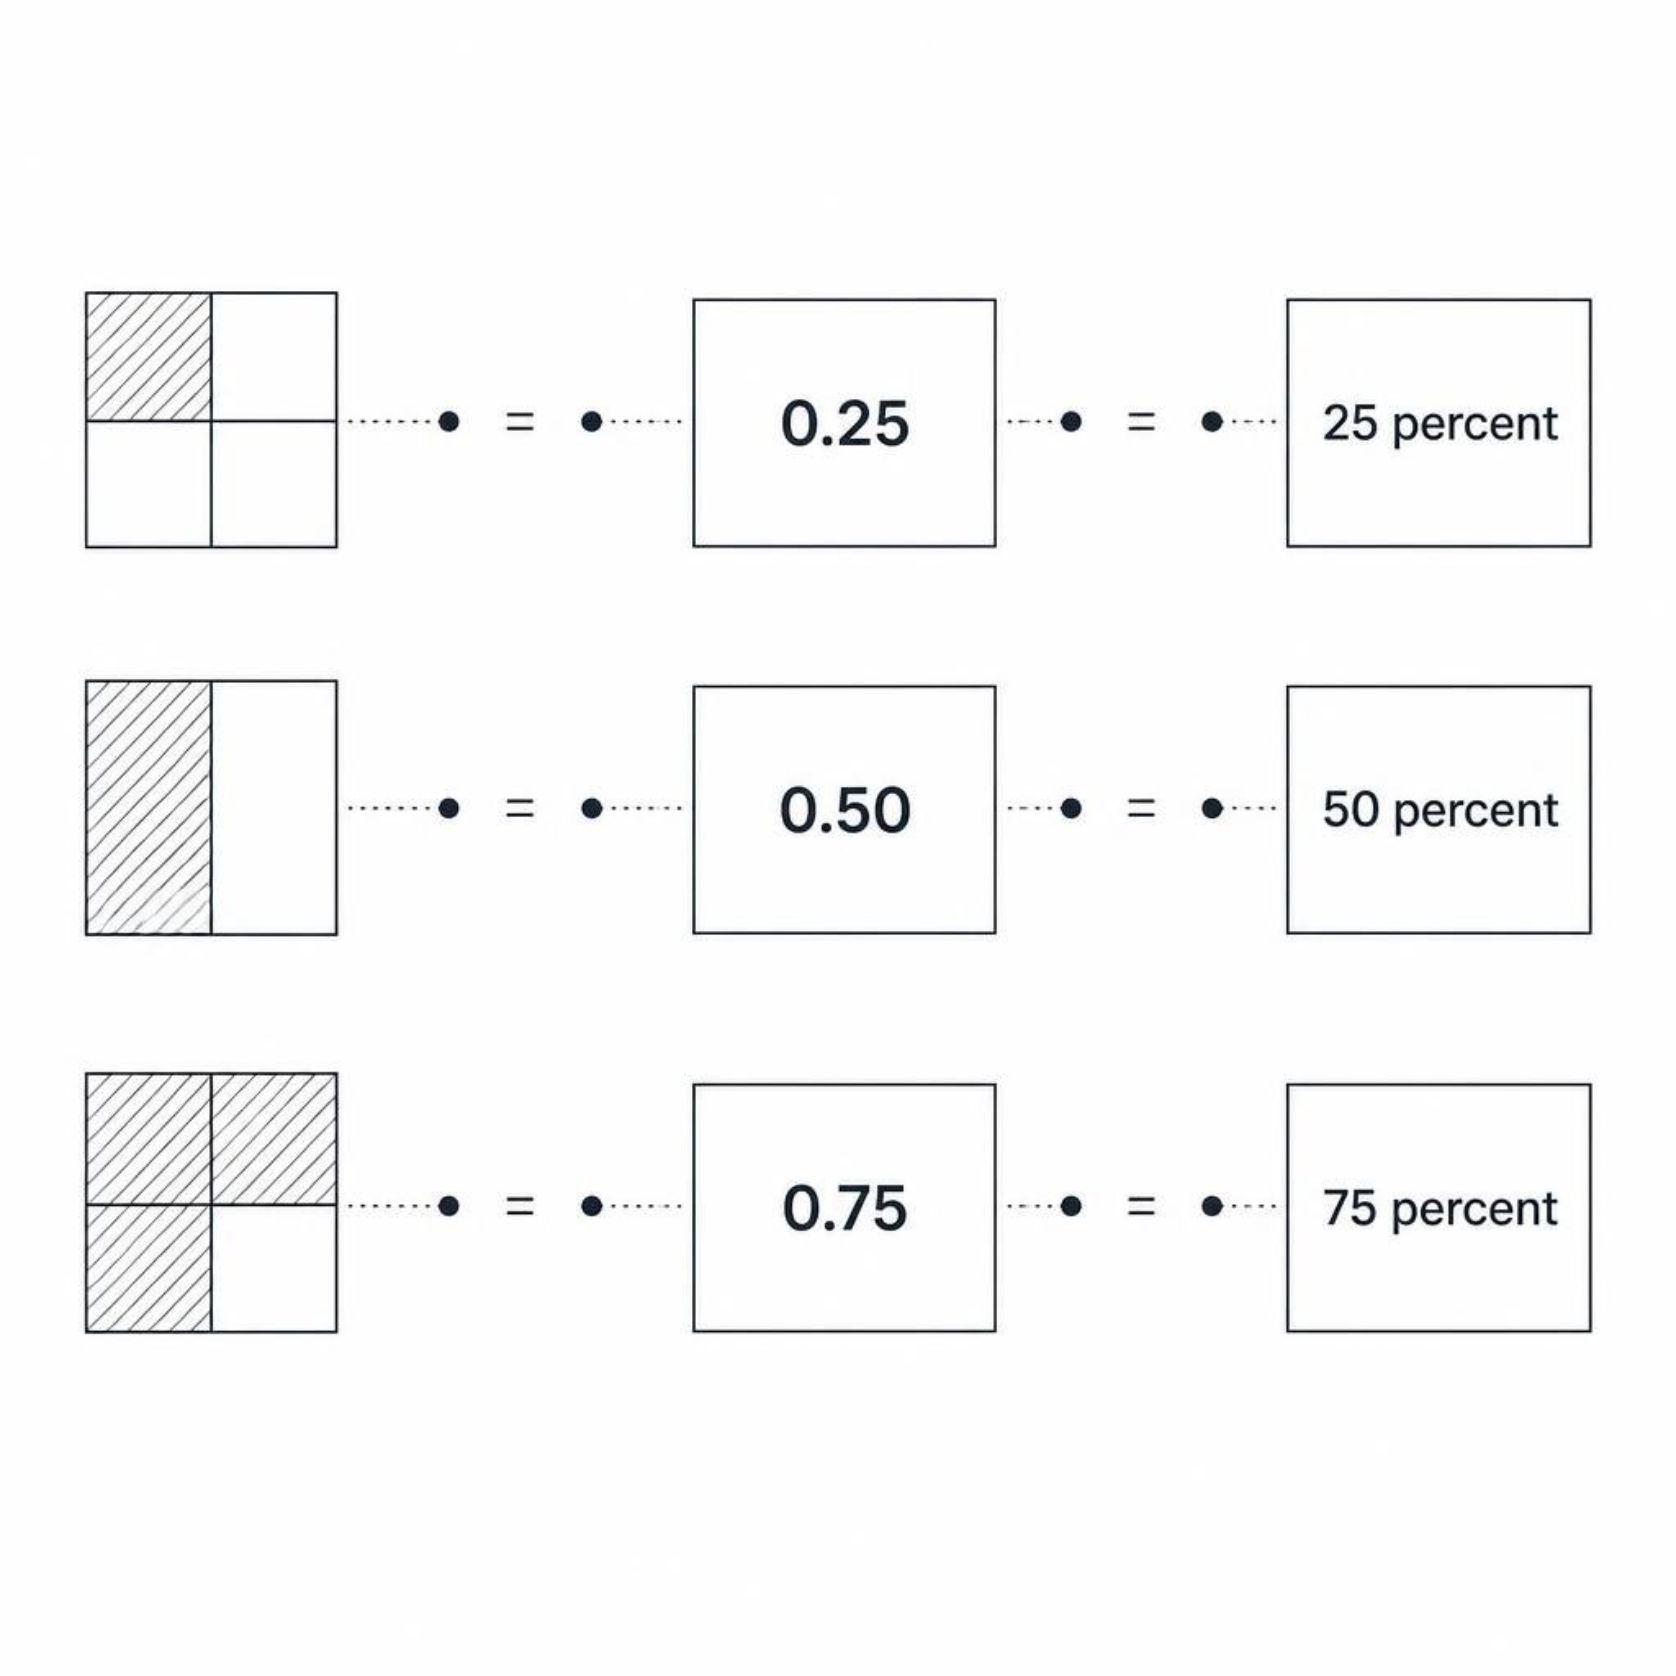 = 0.25 = 25 percent
= 0.50 = 50 percent
= 0.75 = 75 percent